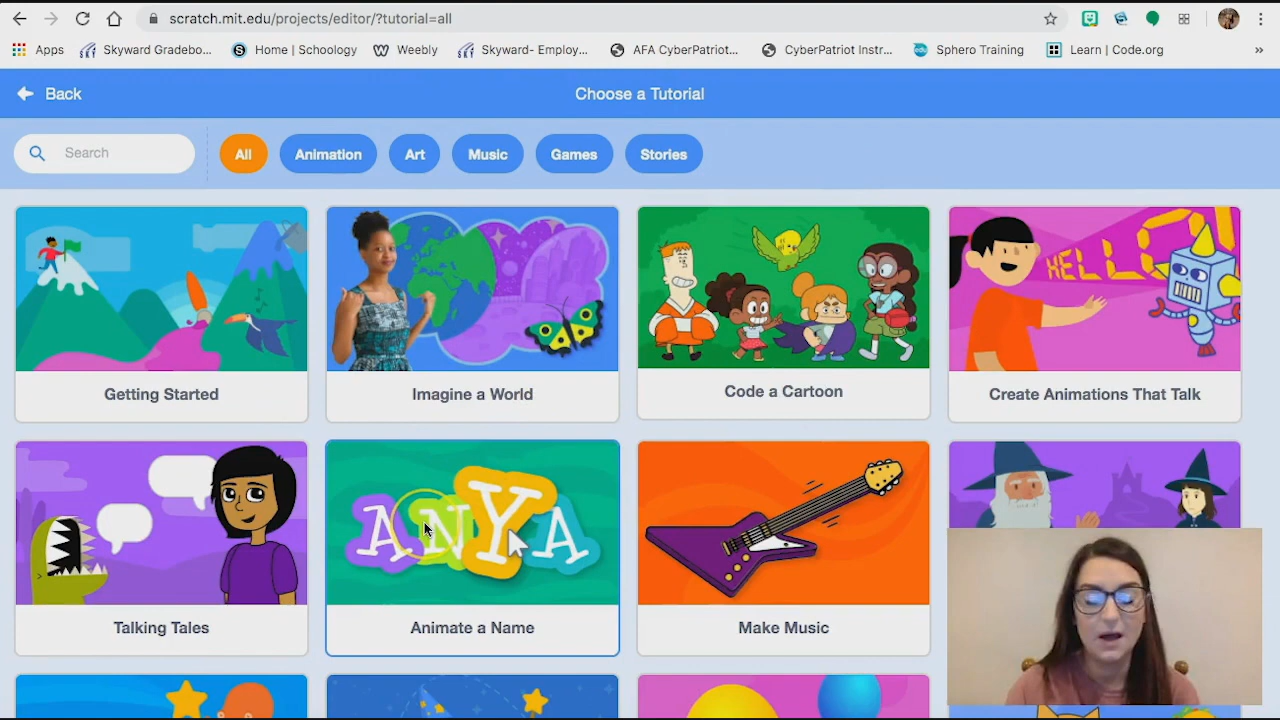 scratch.mit.edu/projects/editor/?tutorial=all
Apps Skyward Gradebo... Home | Schoology Weebly Skyward- Employ... AFA CyberPatriot... CyberPatriot Instr... Sphero Training Learn | Code.org »
Back Choose a Tutorial
Search All Animation Art Music Games Stories
HELLO!
Getting Started Imagine a World Code a Cartoon Create Animations That Talk
ANYA
Talking Tales Animate a Name Make Music